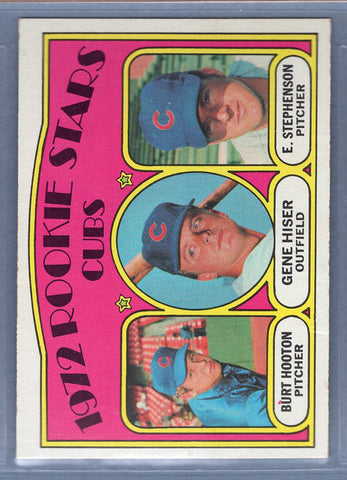 1972 ROOKIE STARS
CUBS
BURT HOOTON
PITCHER
GENE HISER
OUTFIELD
E. STEPHENSON
PITCHER
C
C
C